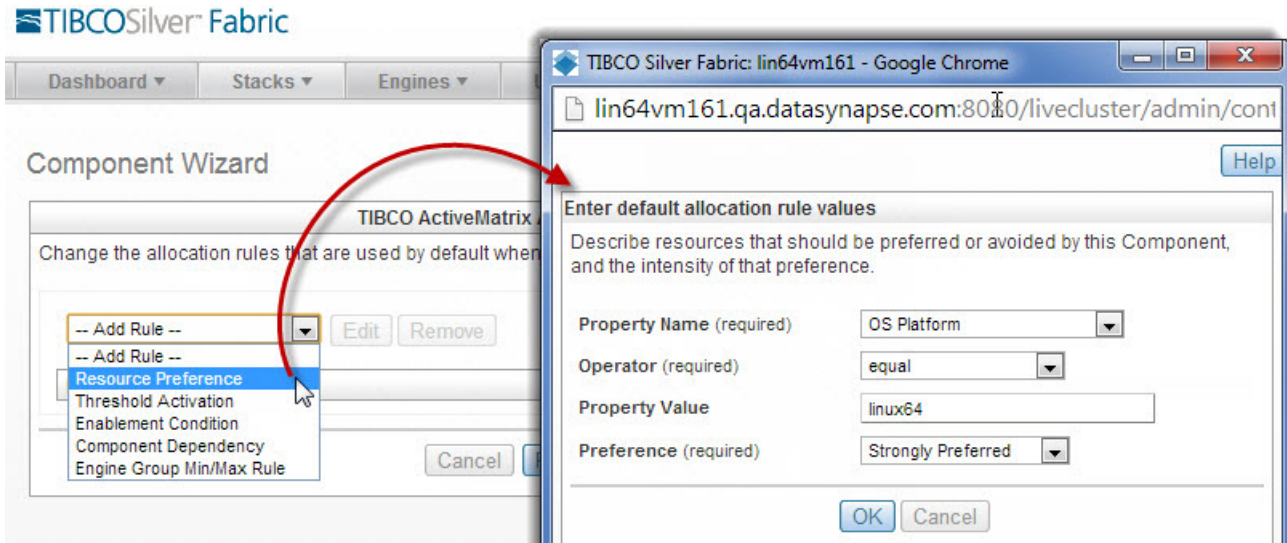 TIBCOSilver™ Fabric
Dashboard ▾
Stacks ▾
Engines ▾
Component Wizard
TIBCO ActiveMatrix
Change the allocation rules that are used by default when
-- Add Rule --
Edit
Remove
-- Add Rule --
Resource Preference
Threshold Activation
Enablement Condition
Component Dependency
Engine Group Min/Max Rule
Cancel
TIBCO Silver Fabric: lin64vm161 - Google Chrome
lin64vm161.qa.datasynapse.com:8080/livecluster/admin/cont
Help
Enter default allocation rule values
Describe resources that should be preferred or avoided by this Component,
and the intensity of that preference.
Property Name (required)
OS Platform
Operator (required)
equal
Property Value
linux64
Preference (required)
Strongly Preferred
OK
Cancel